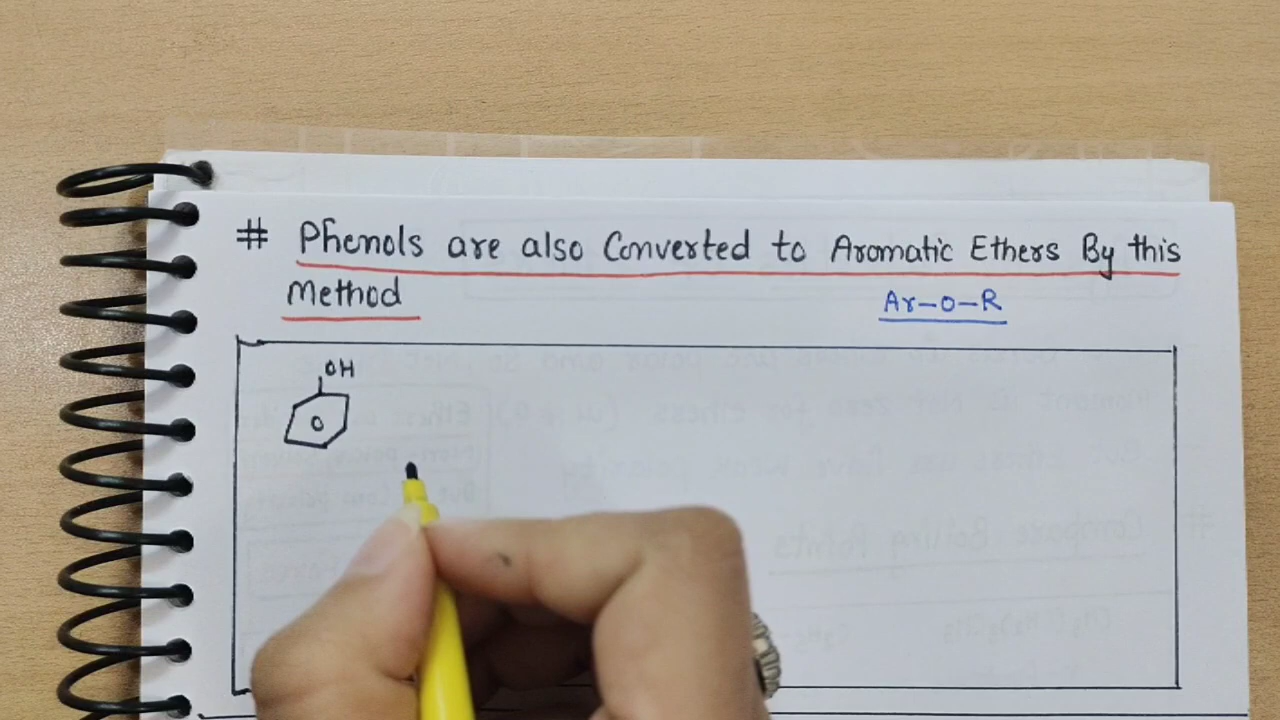 # Phenols are also Converted to Aromatic Ethers By this
Method
Ar-O-R
OH